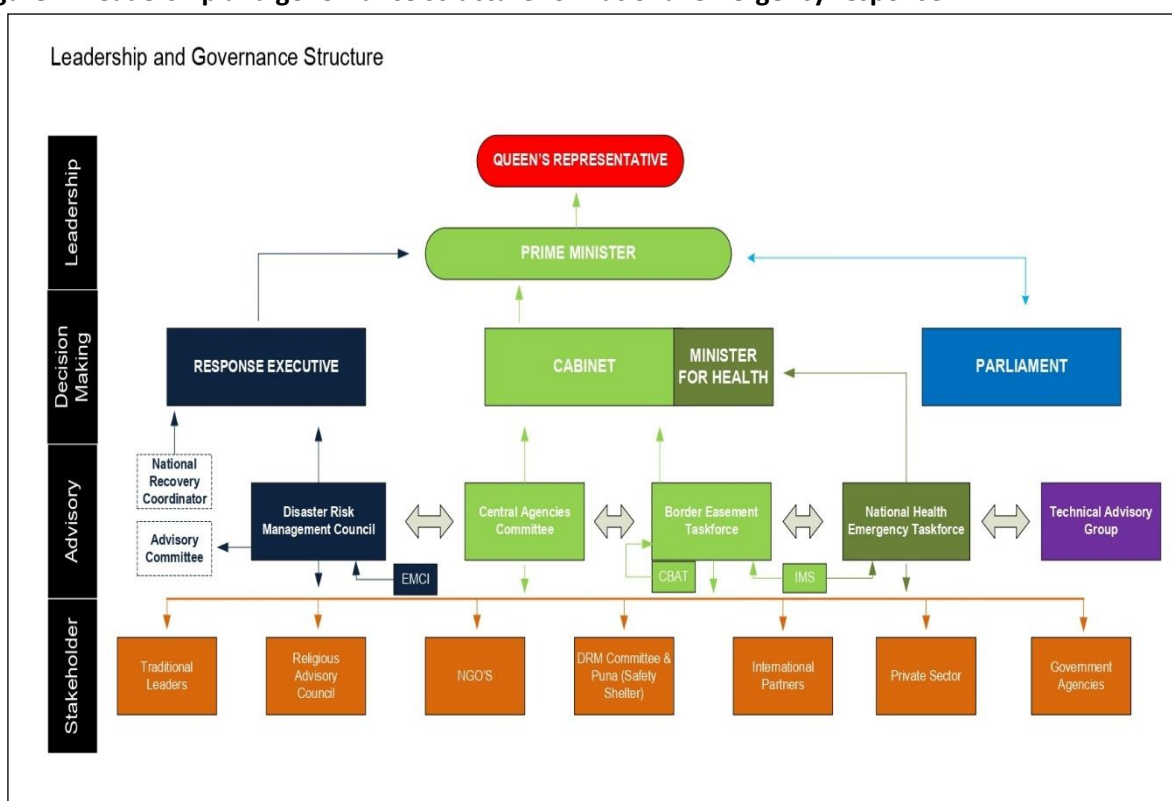 Leadership and Governance Structure
Leadership
QUEEN'S REPRESENTATIVE
PRIME MINISTER
Decision
Making
RESPONSE EXECUTIVE
CABINET
MINISTER
FOR HEALTH
PARLIAMENT
Advisory
National
Recovery
Coordinator
Advisory
Committee
Disaster Risk
Management Council
EMCI
Central Agencies
Committee
Border Easement
Taskforce
CBAT
IMS
National Health
Emergency Taskforce
Technical Advisory
Group
Stakeholder
Traditional
Leaders
Religious
Advisory
Council
NGO'S
DRM Committee &
Puna (Safety
Shelter)
International
Partners
Private Sector
Government
Agencies